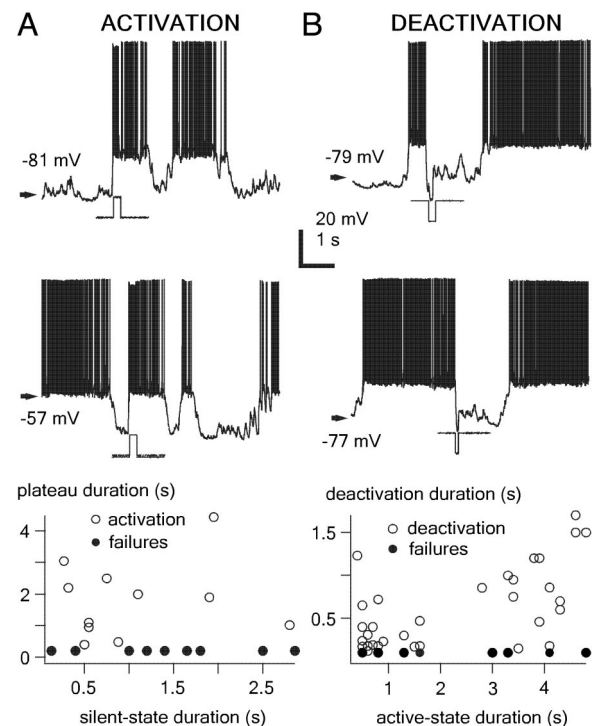 A ACTIVATION
B DEACTIVATION
-81 mV
-79 mV
20 mV
1 s
-57 mV
-77 mV
plateau duration (s)
activation
failures
4
2
0
0.5
1.5
2.5
silent-state duration (s)
deactivation duration (s)
deactivation
failures
1.5
0.5
1
2
3
4
active-state duration (s)